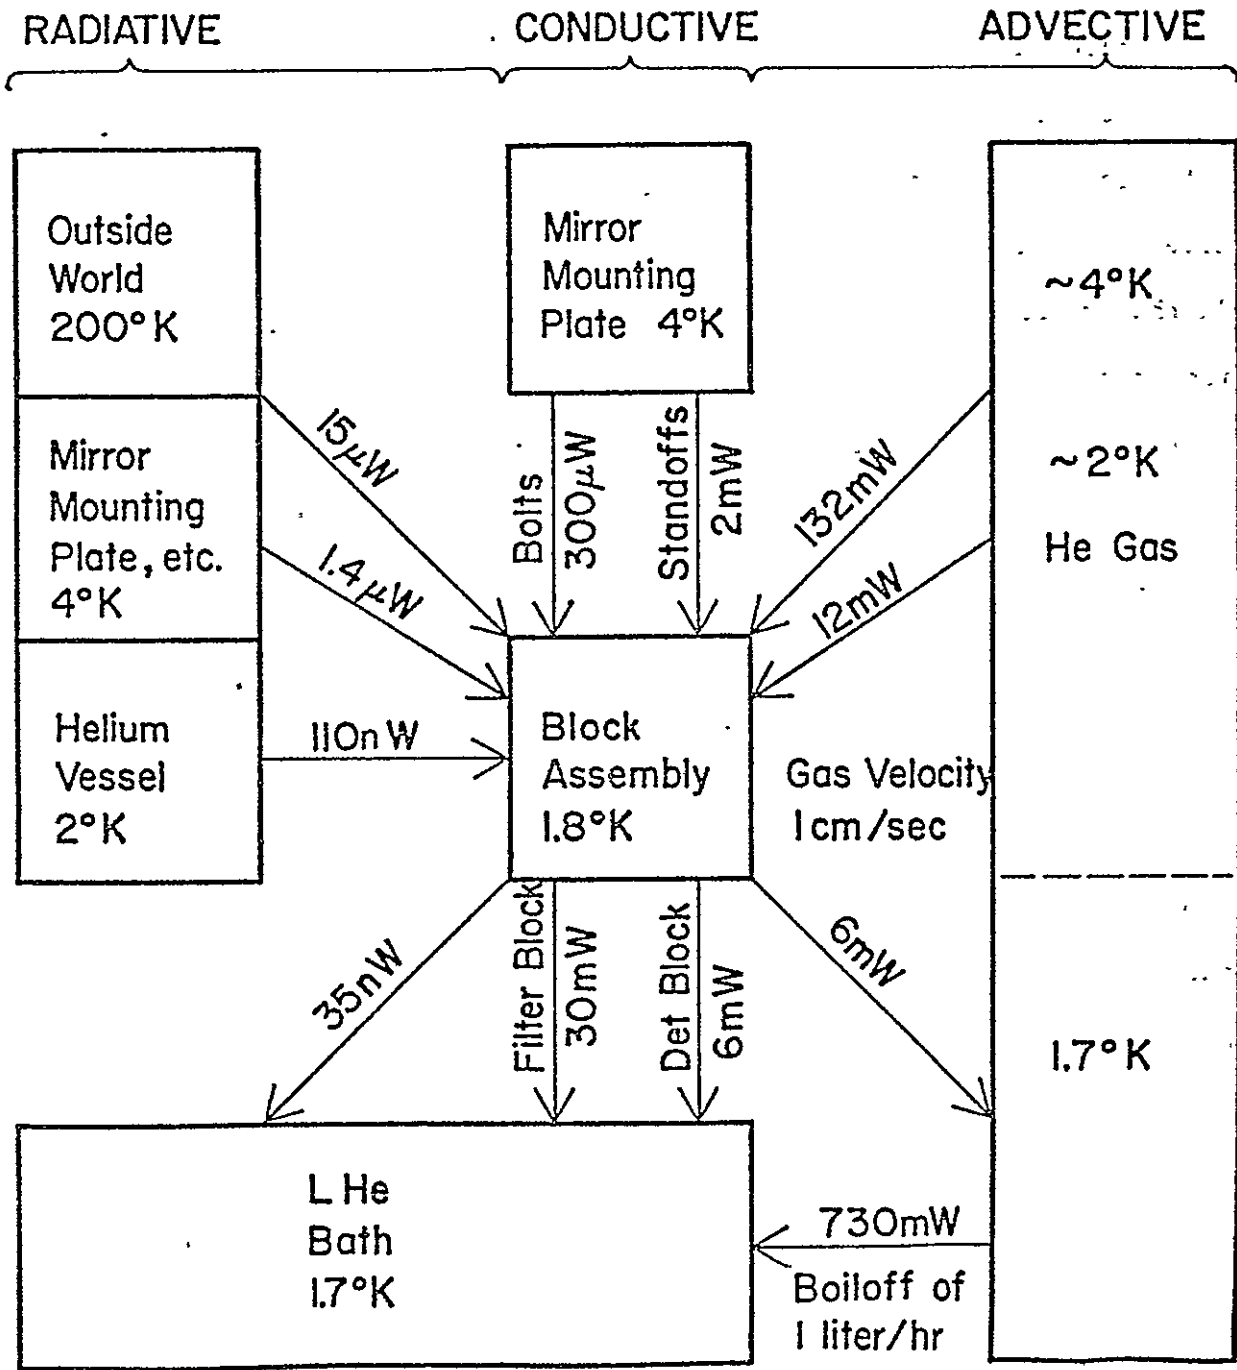 RADIATIVE
CONDUCTIVE
ADVECTIVE
Outside
World
200°K
Mirror
Mounting
Plate 4°K
~4°K
15μW
Bolts
300μW
Standoffs
2mW
132mW
Mirror
Mounting
Plate, etc.
4°K
~2°K
He Gas
1.4μW
12mW
Helium
Vessel
2°K
110nW
Block
Assembly
1.8°K
Gas Velocity
1cm/sec
35nW
Filter Block
30mW
Det Block
6mW
6mW
1.7°K
L He
Bath
1.7°K
730mW
Boiloff of
1 liter/hr